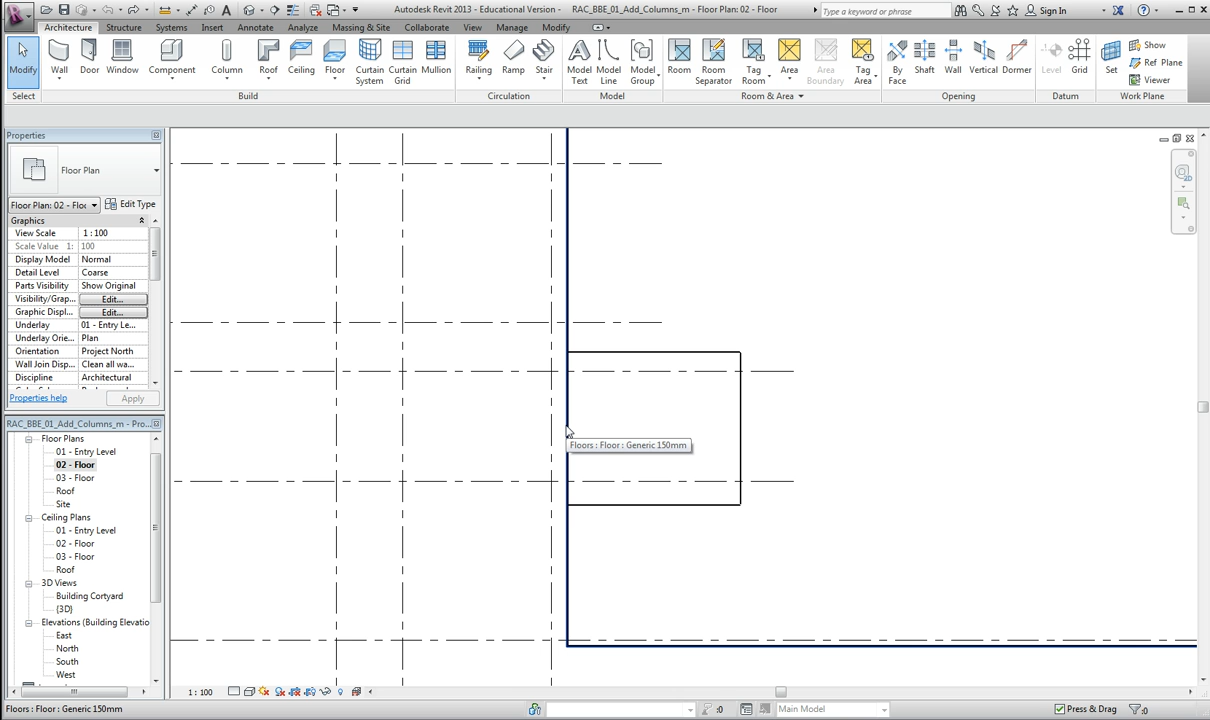 Autodesk Revit 2013 - Educational Version - RAC_BBE_01_Add_Columns_m - Floor Plan: 02 - Floor
Type a keyword or phrase
Sign In
Architecture Structure Systems Insert Annotate Analyze Massing & Site Collaborate View Manage Modify
Modify
Wall
Door
Window
Component
Column
Roof
Ceiling
Floor
Curtain System
Curtain Grid
Mullion
Railing
Ramp
Stair
Model Text
Model Line
Model Group
Room
Room Separator
Tag Room
Area
Area Boundary
Tag Area
By Face
Shaft
Wall
Vertical
Dormer
Level
Grid
Set
Show
Ref Plane
Viewer
Select
Build
Circulation
Model
Room & Area
Opening
Datum
Work Plane
Properties
Floor Plan
Floor Plan: 02 - Floc
Edit Type
Graphics
View Scale 1 : 100
Scale Value 1: 100
Display Model Normal
Detail Level Coarse
Parts Visibility Show Original
Visibility/Grap... Edit...
Graphic Displ... Edit...
Underlay 01 - Entry Le...
Underlay Orie... Plan
Orientation Project North
Wall Join Disp... Clean all wa...
Discipline Architectural
Properties help
Apply
RAC_BBE_01_Add_Columns_m - Pro...
Floor Plans
01 - Entry Level
02 - Floor
03 - Floor
Roof
Site
Ceiling Plans
01 - Entry Level
02 - Floor
03 - Floor
Roof
3D Views
Building Cortyard
{3D}
Elevations (Building Elevatio
East
North
South
West
2D
Floors : Floor : Generic 150mm
1 : 100
Floors : Floor : Generic 150mm
:0
Main Model
Press & Drag
:0